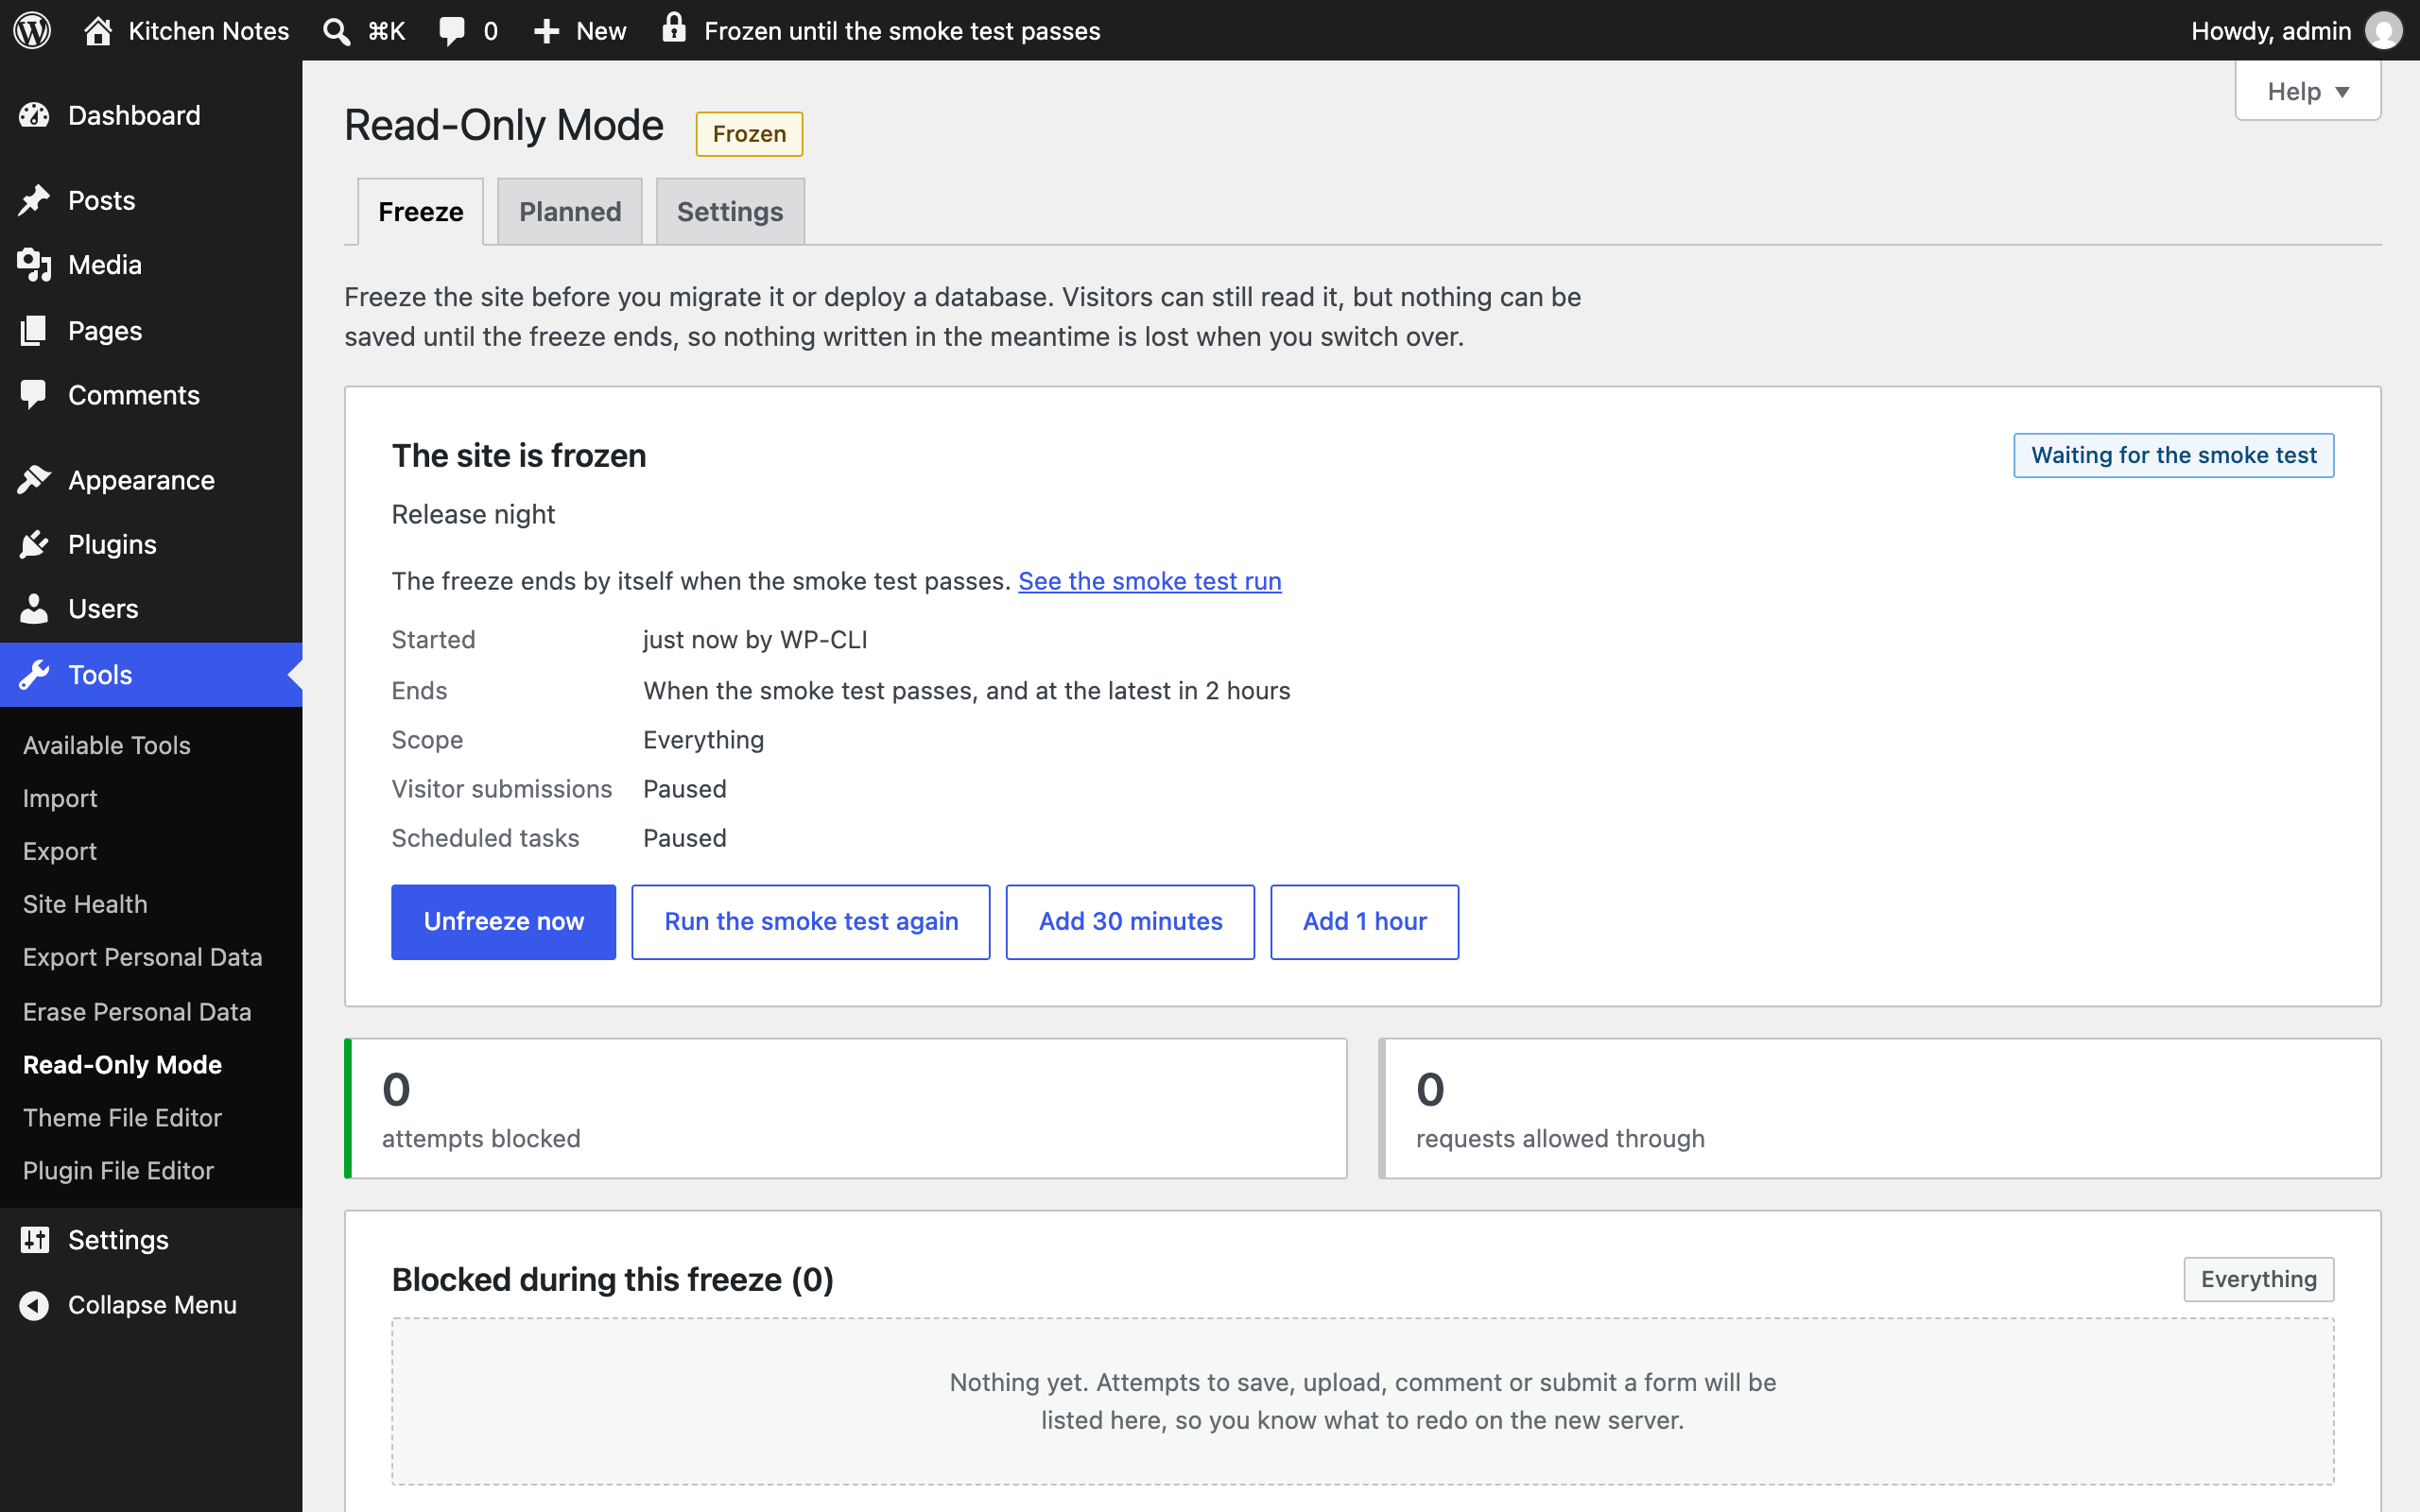 Kitchen Notes
⌘K
0
New
Frozen until the smoke test passes
Howdy, admin
Dashboard
Posts
Media
Pages
Comments
Appearance
Plugins
Users
Tools
Available Tools
Import
Export
Site Health
Export Personal Data
Erase Personal Data
Read-Only Mode
Theme File Editor
Plugin File Editor
Settings
Collapse Menu
Help
Read-Only Mode
Frozen
Freeze
Planned
Settings
Freeze the site before you migrate it or deploy a database. Visitors can still read it, but nothing can be
saved until the freeze ends, so nothing written in the meantime is lost when you switch over.
The site is frozen
Waiting for the smoke test
Release night
The freeze ends by itself when the smoke test passes. See the smoke test run
Started just now by WP-CLI
Ends When the smoke test passes, and at the latest in 2 hours
Scope Everything
Visitor submissions Paused
Scheduled tasks Paused
Unfreeze now
Run the smoke test again
Add 30 minutes
Add 1 hour
0
attempts blocked
0
requests allowed through
Blocked during this freeze (0)
Everything
Nothing yet. Attempts to save, upload, comment or submit a form will be
listed here, so you know what to redo on the new server.